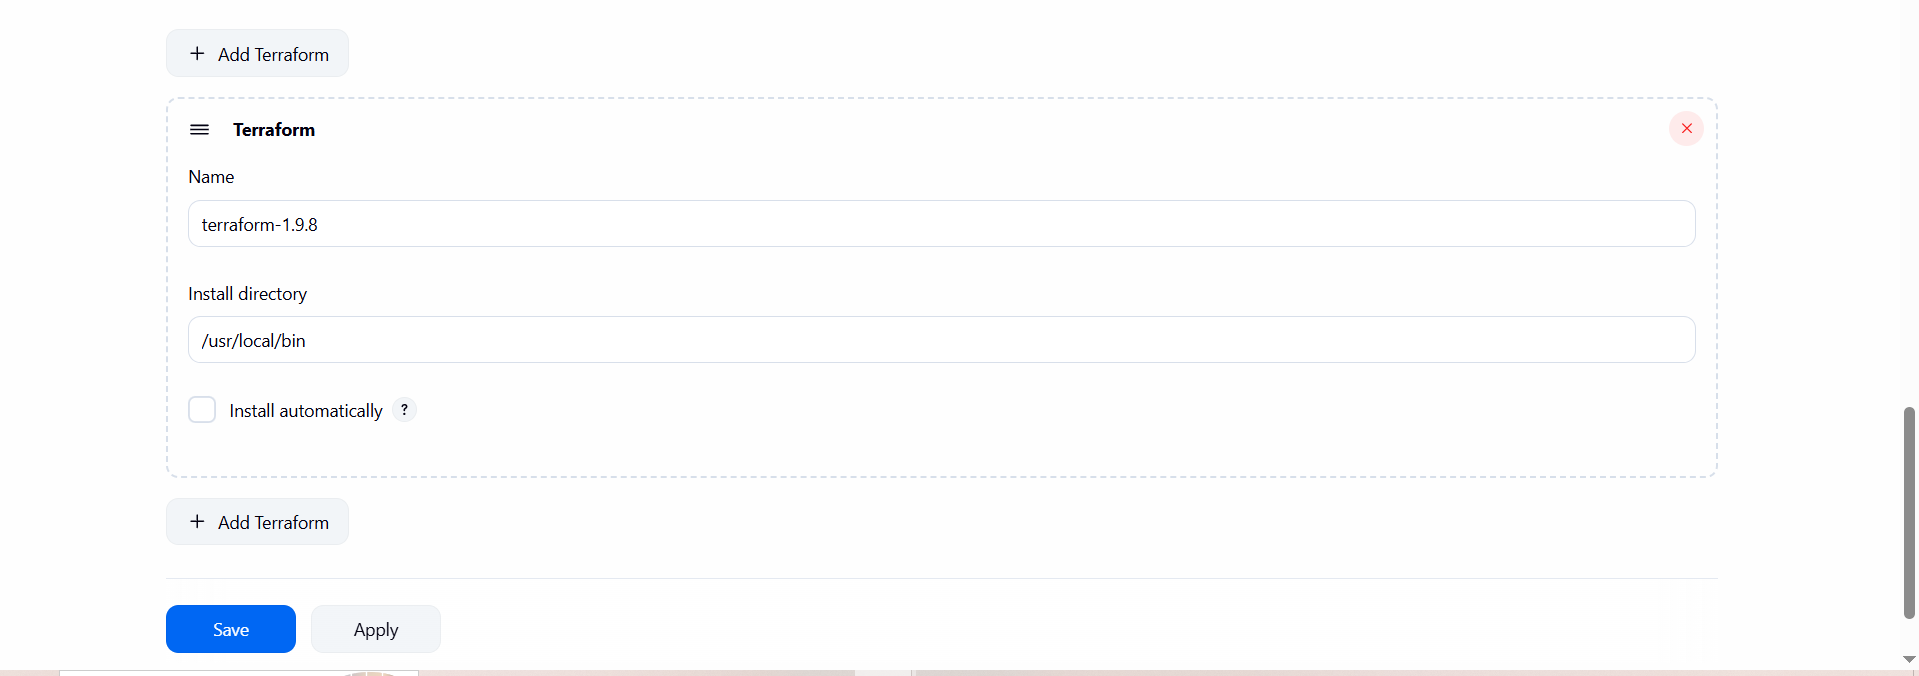 + Add Terraform
Terraform
Name
terraform-1.9.8
Install directory
/usr/local/bin
Install automatically ?
+ Add Terraform
Save Apply